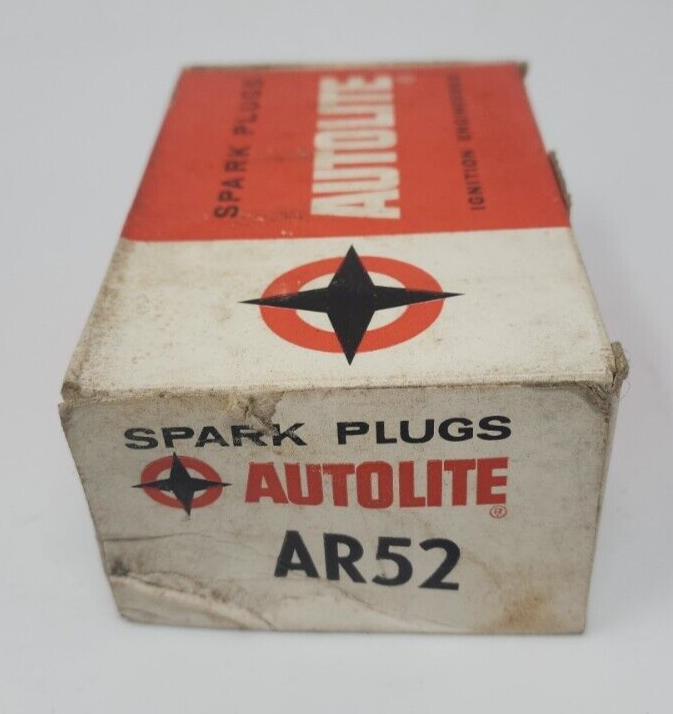 SPARK PLUGS
AUTOLITE
IGNITION ENGINEERED
SPARK PLUGS
AUTOLITE®
AR52